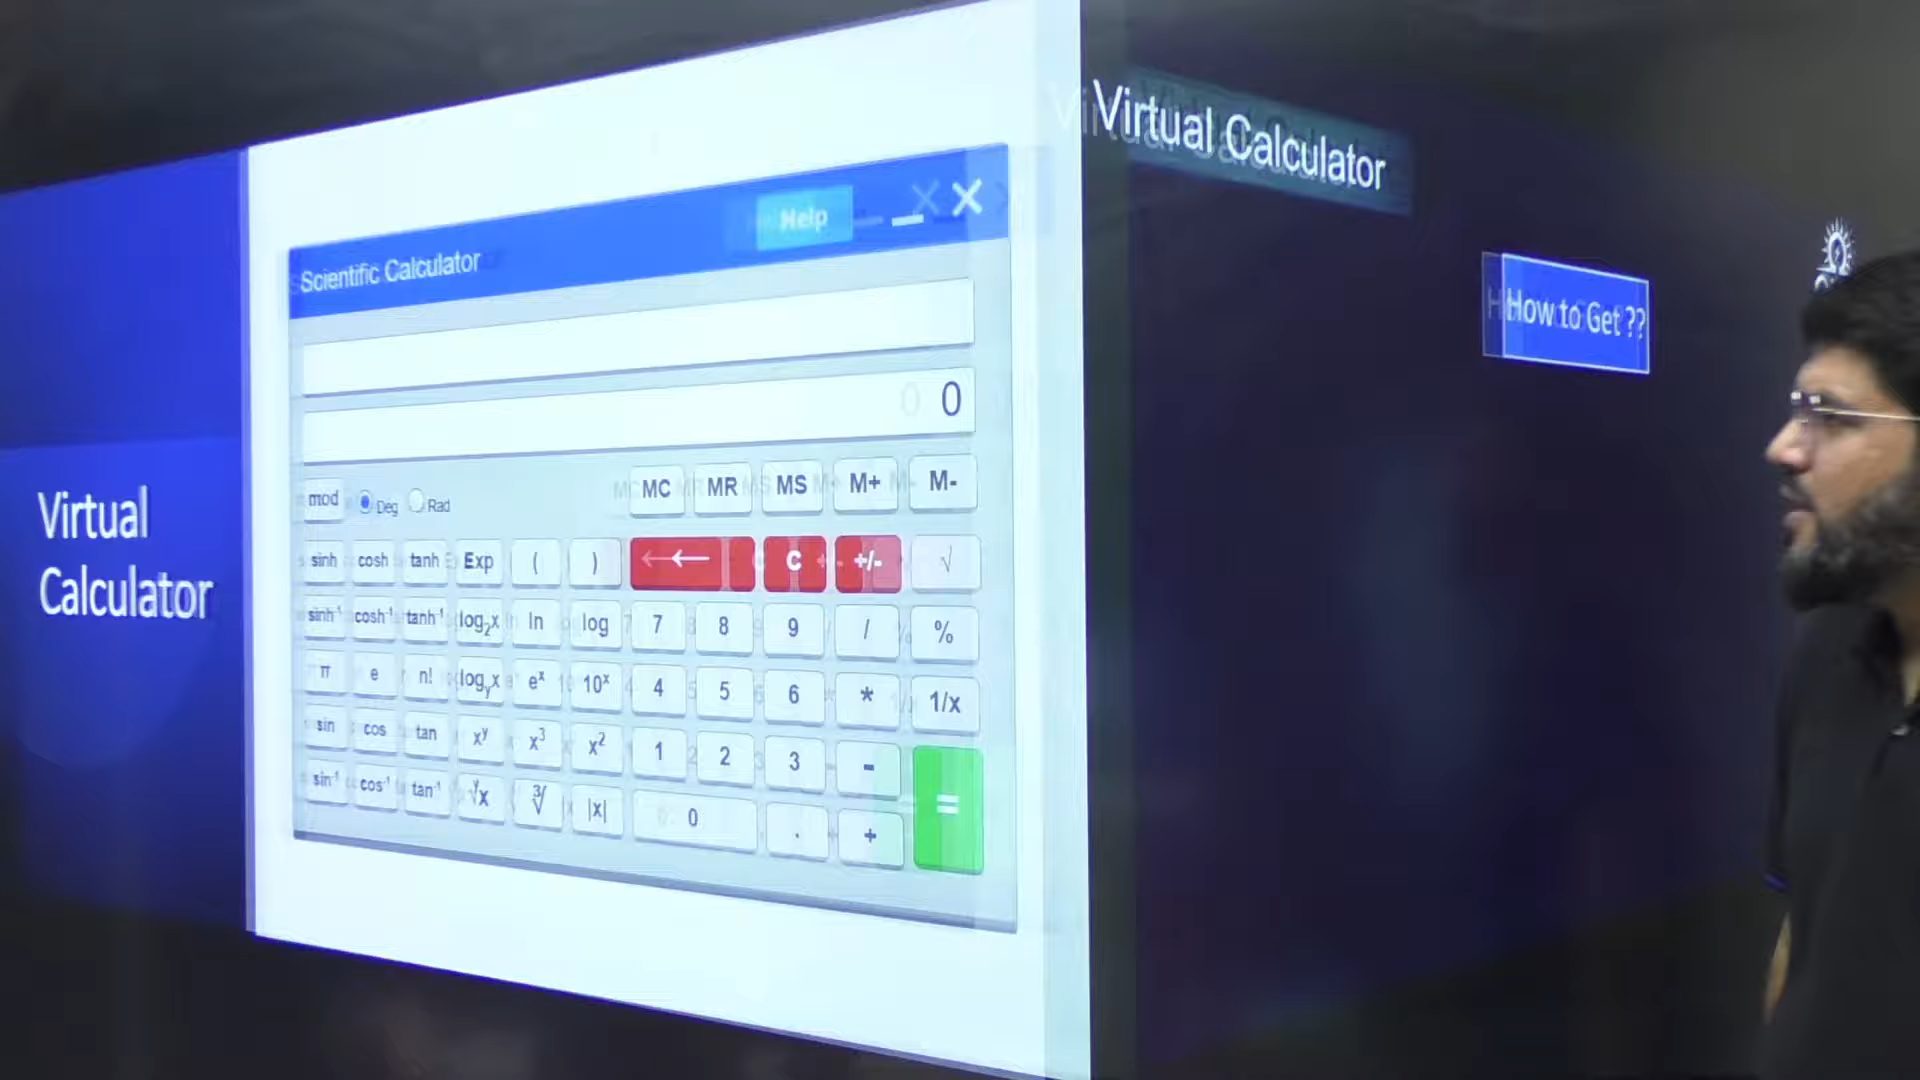 Virtual Calculator
How to Get ??
Virtual
Calculator
Scientific Calculator
Help
0
mod Deg Rad MC MR MS M+ M-
sinh cosh tanh Exp ( ) ← C +/- √
sinh⁻¹ cosh⁻¹ tanh⁻¹ log₂x ln log 7 8 9 / %
π e n! logᵧx eˣ 10ˣ 4 5 6 * 1/x
sin cos tan xʸ x³ x² 1 2 3 - =
sin⁻¹ cos⁻¹ tan⁻¹ ʸ√x ³√ |x| 0 . +